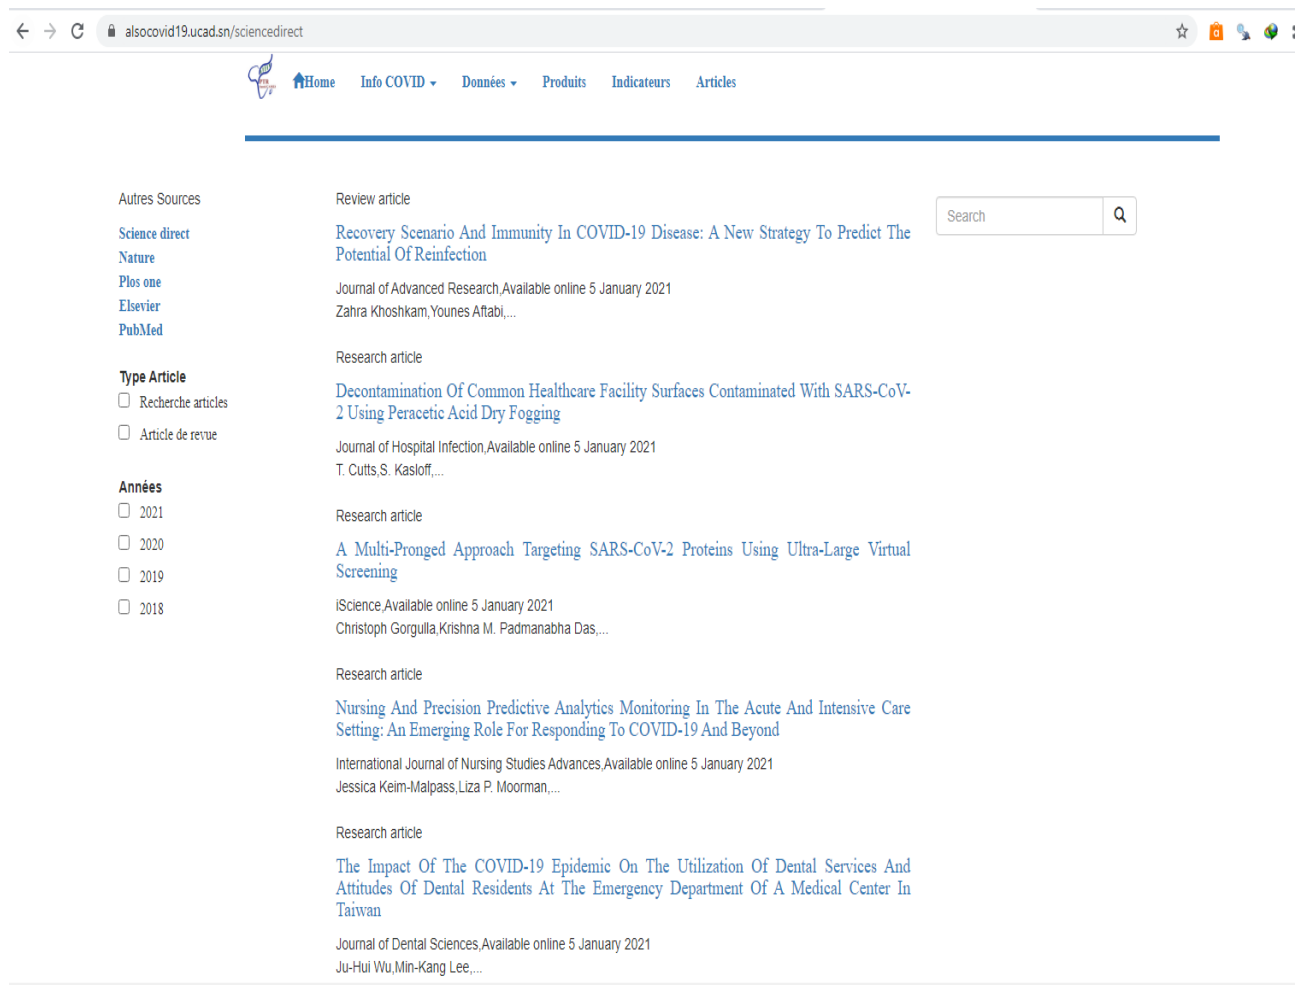 alsocovid19.ucad.sn/sciencedirect
Home Info COVID Données Produits Indicateurs Articles
Autres Sources
Science direct
Nature
Plos one
Elsevier
PubMed
Type Article
Recherche articles
Article de revue
Années
2021
2020
2019
2018
Review article
Recovery Scenario And Immunity In COVID-19 Disease: A New Strategy To Predict The
Potential Of Reinfection
Journal of Advanced Research,Available online 5 January 2021
Zahra Khoshkam,Younes Aftabi,...
Research article
Decontamination Of Common Healthcare Facility Surfaces Contaminated With SARS-CoV-
2 Using Peracetic Acid Dry Fogging
Journal of Hospital Infection,Available online 5 January 2021
T. Cutts,S. Kasloff,...
Research article
A Multi-Pronged Approach Targeting SARS-CoV-2 Proteins Using Ultra-Large Virtual
Screening
iScience,Available online 5 January 2021
Christoph Gorgulla,Krishna M. Padmanabha Das,...
Research article
Nursing And Precision Predictive Analytics Monitoring In The Acute And Intensive Care
Setting: An Emerging Role For Responding To COVID-19 And Beyond
International Journal of Nursing Studies Advances,Available online 5 January 2021
Jessica Keim-Malpass,Liza P. Moorman,...
Research article
The Impact Of The COVID-19 Epidemic On The Utilization Of Dental Services And
Attitudes Of Dental Residents At The Emergency Department Of A Medical Center In
Taiwan
Journal of Dental Sciences,Available online 5 January 2021
Ju-Hui Wu,Min-Kang Lee,...
Search